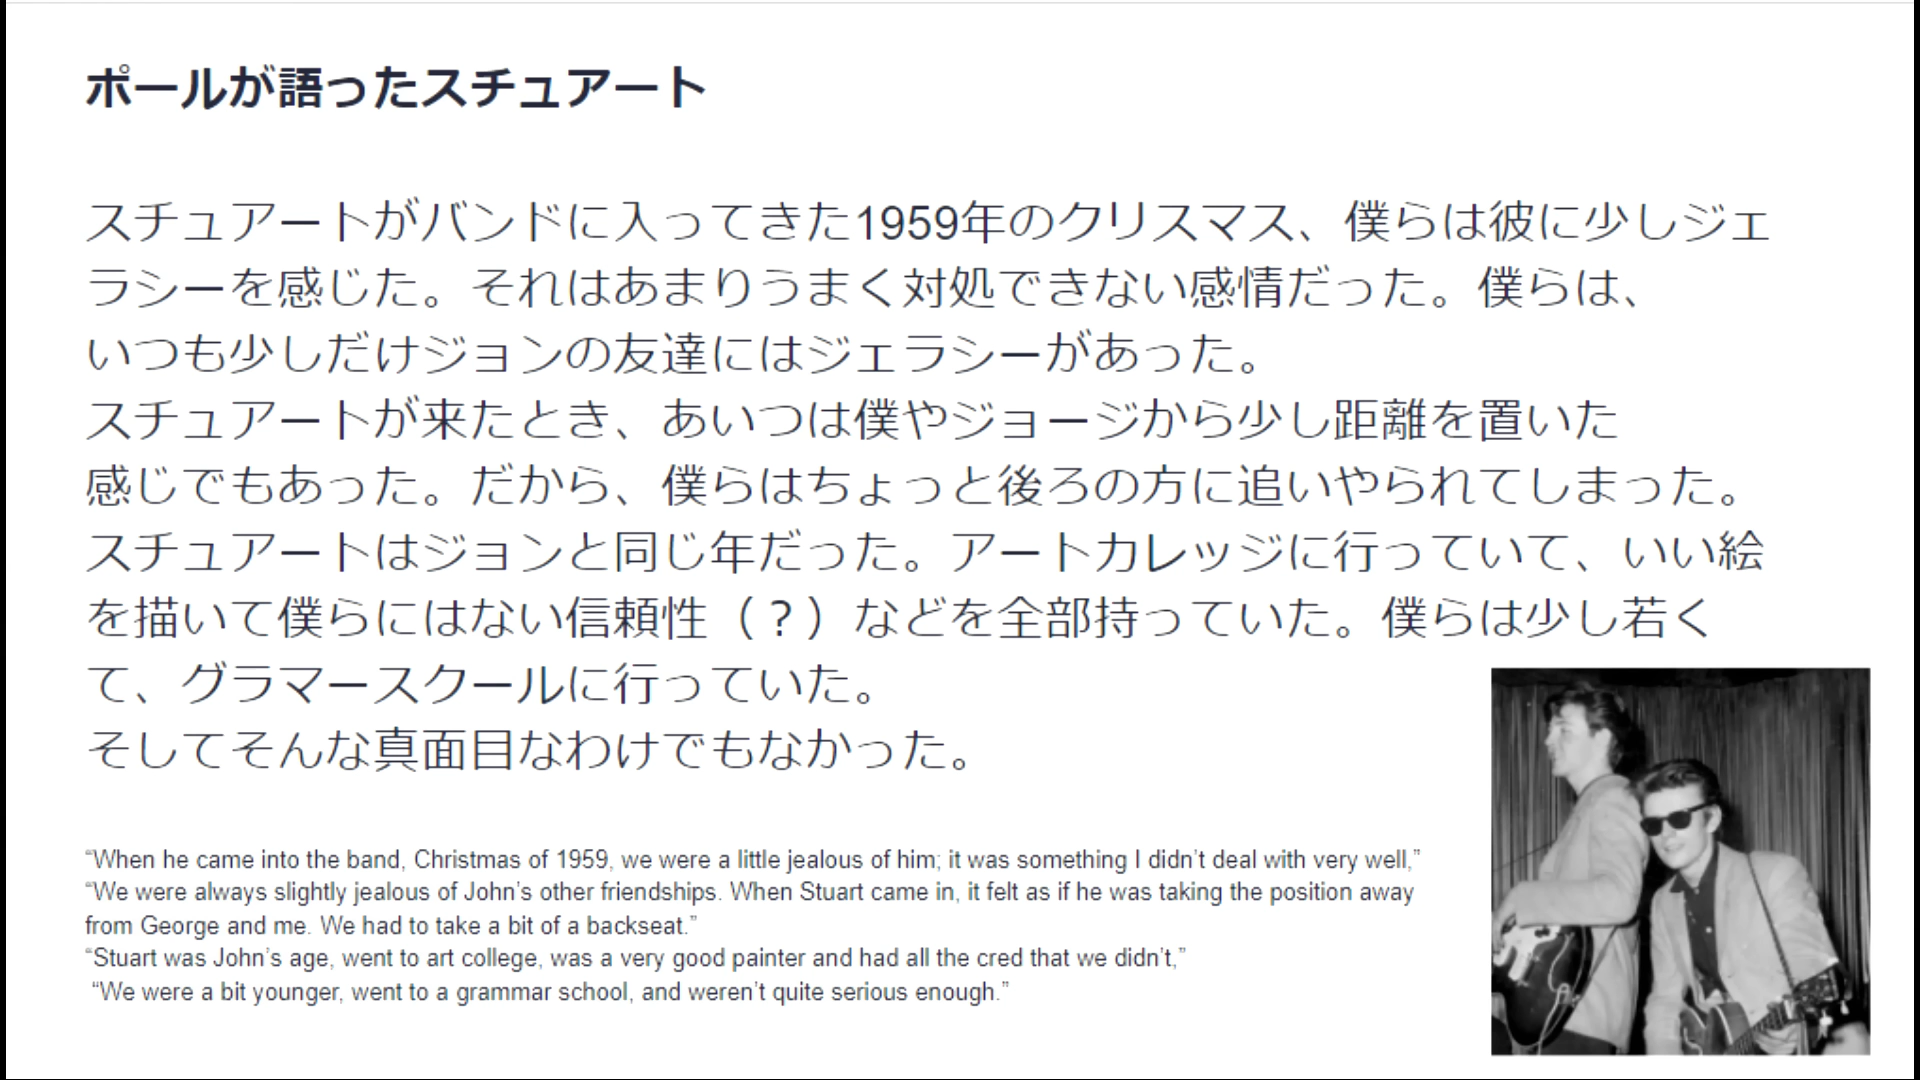 ポールが語ったスチュアート
スチュアートがバンドに入ってきた1959年のクリスマス、僕らは彼に少しジェ
ラシーを感じた。それはあまりうまく対処できない感情だった。僕らは、
いつも少しだけジョンの友達にはジェラシーがあった。
スチュアートが来たとき、あいつは僕やジョージから少し距離を置いた
感じでもあった。だから、僕らはちょっと後ろの方に追いやられてしまった。
スチュアートはジョンと同じ年だった。アートカレッジに行っていて、いい絵
を描いて僕らにはない信頼性（？）などを全部持っていた。僕らは少し若く
て、グラマースクールに行っていた。
そしてそんな真面目なわけでもなかった。
“When he came into the band, Christmas of 1959, we were a little jealous of him; it was something I didn’t deal with very well,”
“We were always slightly jealous of John’s other friendships. When Stuart came in, it felt as if he was taking the position away
from George and me. We had to take a bit of a backseat.”
“Stuart was John’s age, went to art college, was a very good painter and had all the cred that we didn’t,”
“We were a bit younger, went to a grammar school, and weren’t quite serious enough.”